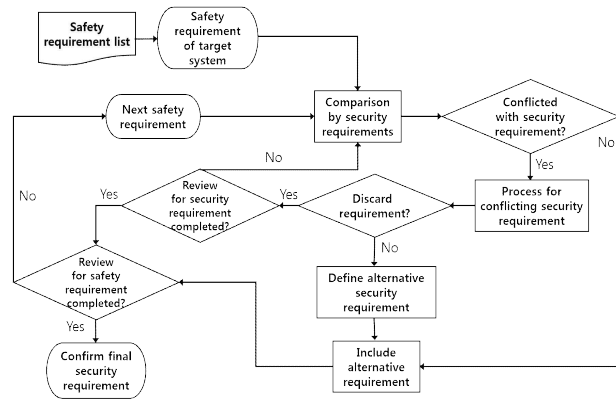 Safety
requirement list
Safety
requirement
of target
system
Next safety
requirement
Comparison
by security
requirements
Conflicted
with security
requirement?
No
Yes
Process for
conflicting security
requirement
No
Discard
requirement?
Yes
Review
for security
requirement
completed?
Yes
No
No
Define alternative
security
requirement
Review
for safety
requirement
completed?
Yes
Include
alternative
requirement
Confirm final
security
requirement